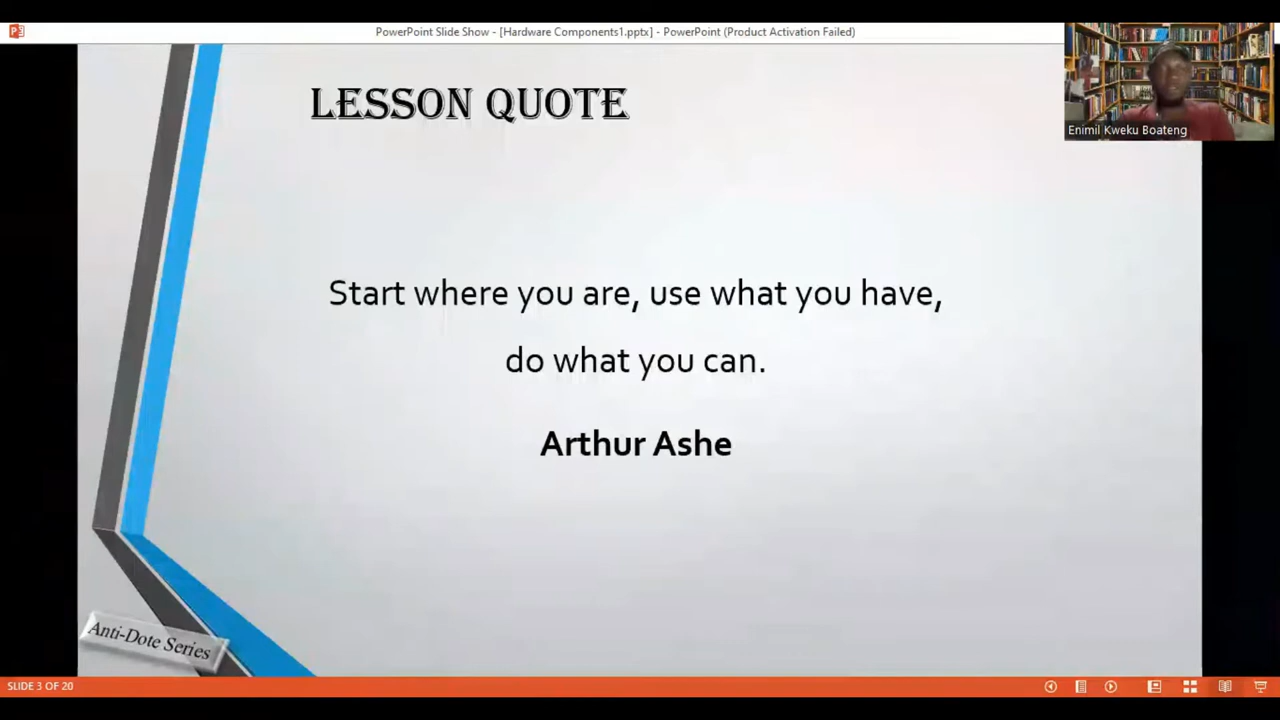 PowerPoint Slide Show - [Hardware Components1.pptx] - PowerPoint (Product Activation Failed)
Enimil Kweku Boateng
LESSON QUOTE
Start where you are, use what you have,
do what you can.
Arthur Ashe
Anti-Dote Series
SLIDE 3 OF 20